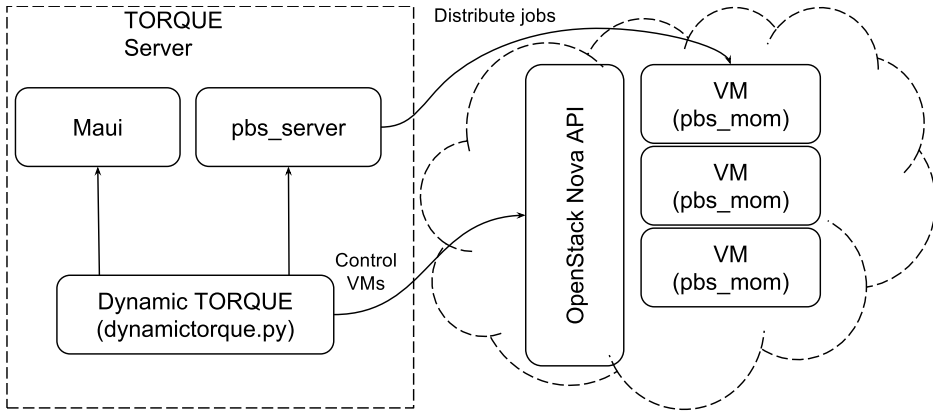 TORQUE
Server
Distribute jobs
Maui
pbs_server
Dynamic TORQUE
(dynamictorque.py)
Control
VMs
OpenStack Nova API
VM
(pbs_mom)
VM
(pbs_mom)
VM
(pbs_mom)